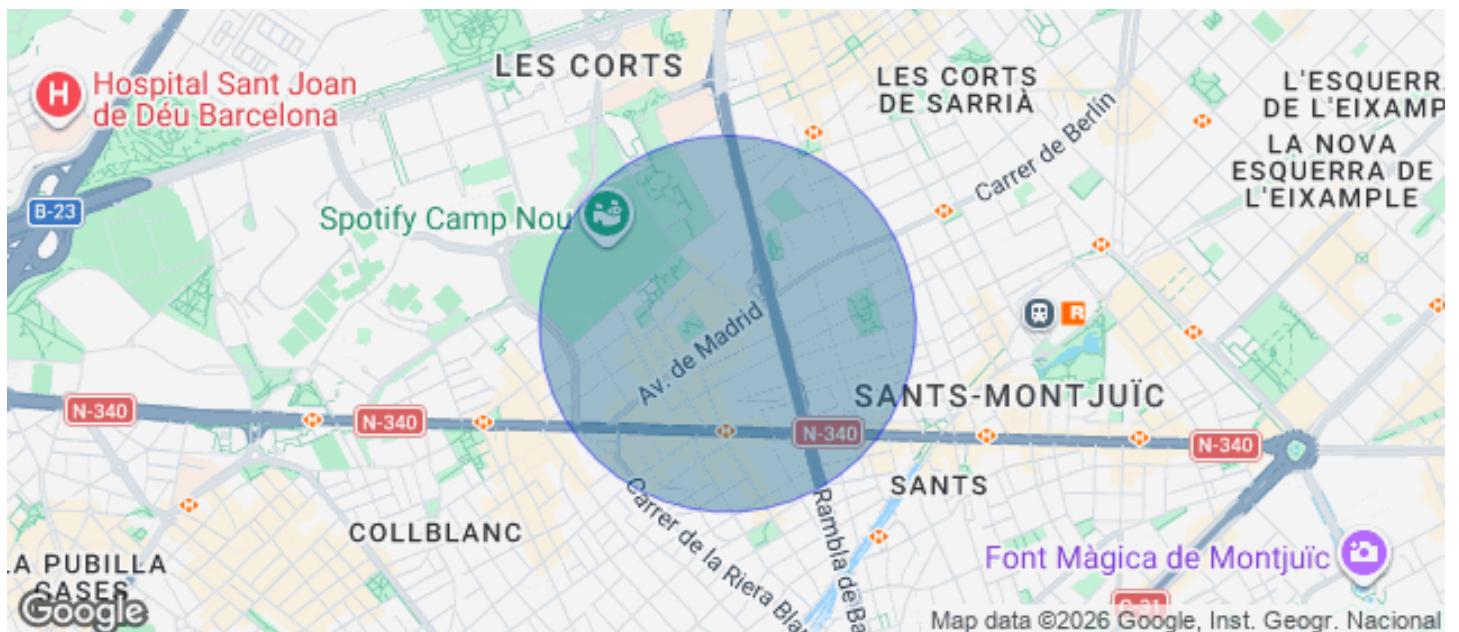 LES CORTS
Hospital Sant Joan
de Déu Barcelona
LES CORTS
DE SARRIÀ
L'ESQUERR
DE L'EIXAMP
LA NOVA
ESQUERRA DE
L'EIXAMPLE
Carrer de Berlín
B-23
Spotify Camp Nou
Av. de Madrid
R
SANTS-MONTJUÏC
N-340
N-340
N-340
N-340
SANTS
COLLBLANC
Carrer de la Riera Bla
Rambla de Ba
LA PUBILLA
CASES
Font Màgica de Montjuïc
Google
Map data ©2026 Google, Inst. Geogr. Nacional